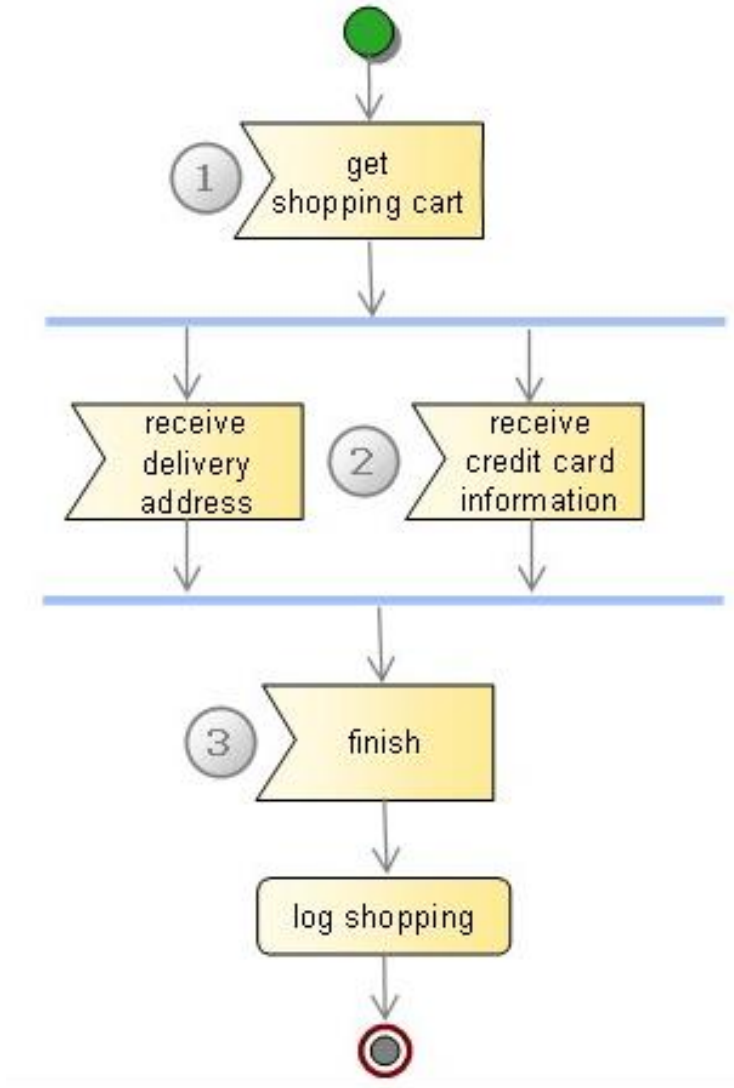 1
get
shopping cart
receive
delivery
address
2
receive
credit card
information
3
finish
log shopping